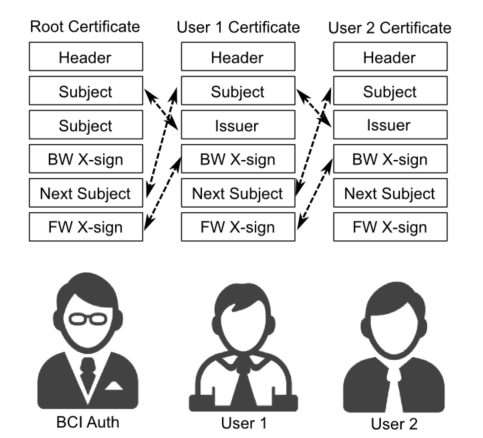 Root Certificate User 1 Certificate User 2 Certificate
Header Header Header
Subject Subject Subject
Subject Issuer Issuer
BW X-sign BW X-sign BW X-sign
Next Subject Next Subject Next Subject
FW X-sign FW X-sign FW X-sign
BCI Auth User 1 User 2